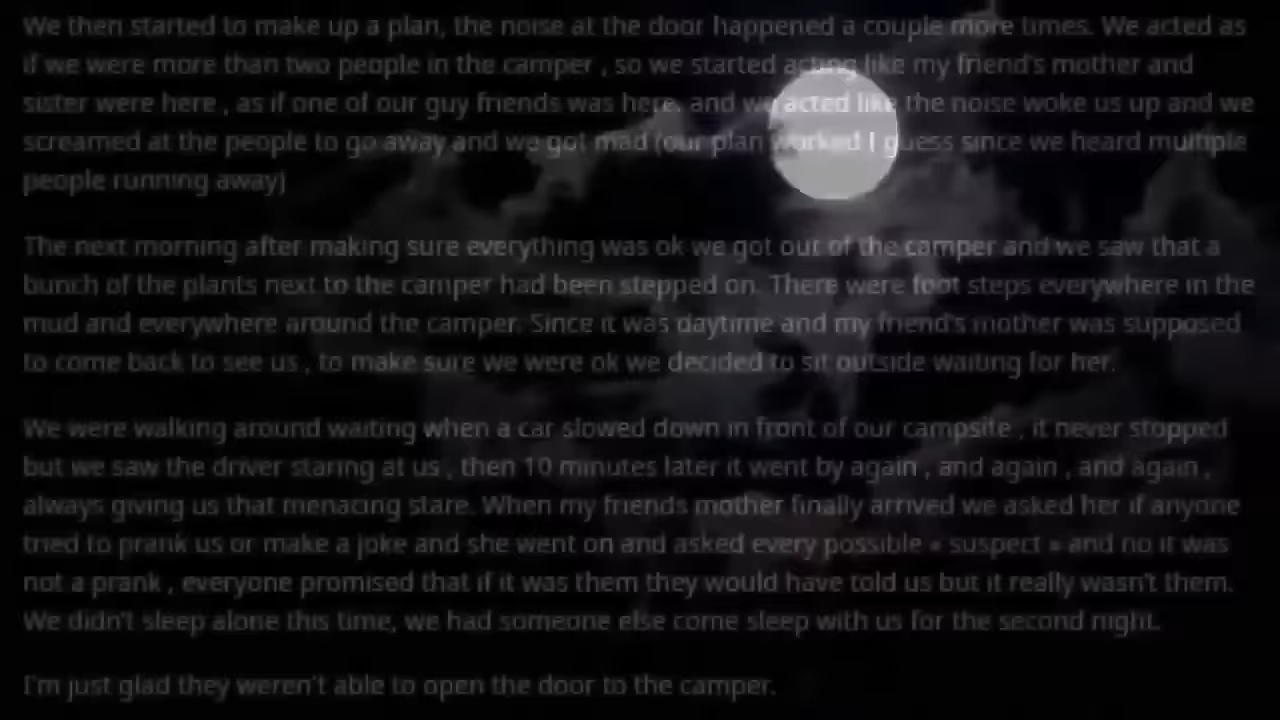 We then started to make up a plan, the noise at the door happened a couple more times. We acted as
if we were more than two people in the camper , so we started acting like my friend's mother and
sister were here , as if one of our guy friends was here, and we acted like the noise woke us up and we
screamed at the people to go away and we got mad (our plan worked I guess since we heard multiple
people running away)
The next morning after making sure everything was ok we got out of the camper and we saw that a
bunch of the plants next to the camper had been stepped on. There were foot steps everywhere in the
mud and everywhere around the camper. Since it was daytime and my friend's mother was supposed
to come back to see us , to make sure we were ok we decided to sit outside waiting for her.
We were walking around waiting when a car slowed down in front of our campsite , it never stopped
but we saw the driver staring at us , then 10 minutes later it went by again , and again , and again ,
always giving us that menacing stare. When my friends mother finally arrived we asked her if anyone
tried to prank us or make a joke and she went on and asked every possible « suspect » and no it was
not a prank , everyone promised that if it was them they would have told us but it really wasn't them.
We didn't sleep alone this time, we had someone else come sleep with us for the second night.
I'm just glad they weren't able to open the door to the camper.